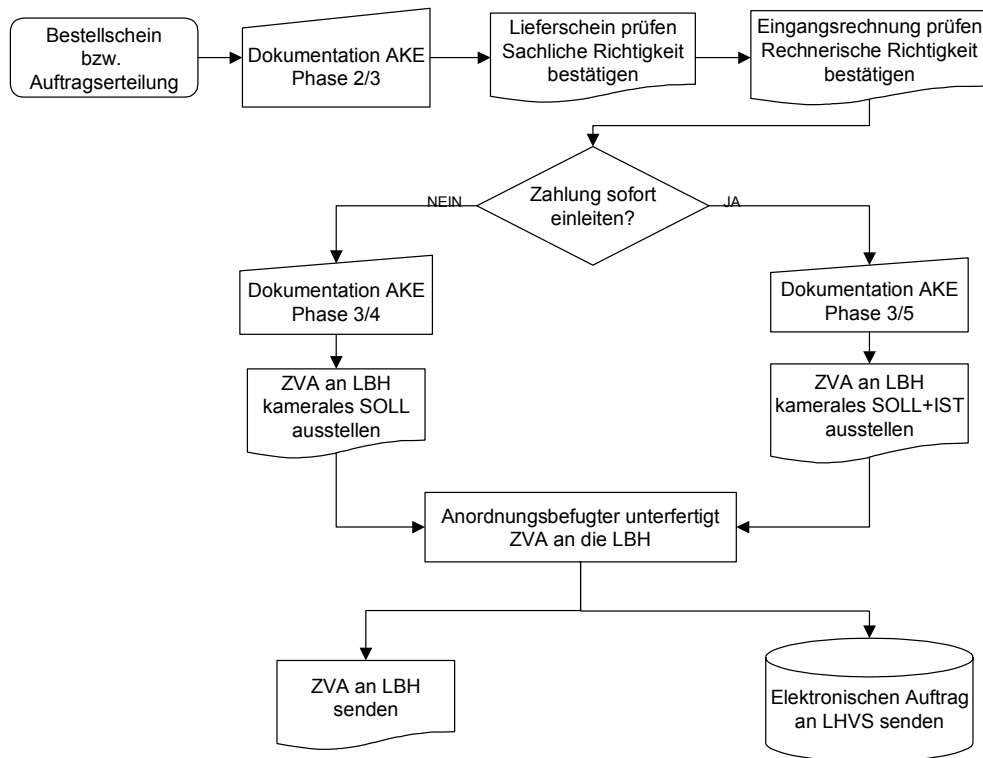 Bestellschein
bzw.
Auftragserteilung
Dokumentation AKE
Phase 2/3
Lieferschein prüfen
Sachliche Richtigkeit
bestätigen
Eingangsrechnung prüfen
Rechnerische Richtigkeit
bestätigen
Zahlung sofort
einleiten?
NEIN
JA
Dokumentation AKE
Phase 3/4
Dokumentation AKE
Phase 3/5
ZVA an LBH
kamerales SOLL
ausstellen
ZVA an LBH
kamerales SOLL+IST
ausstellen
Anordnungsbefugter unterfertigt
ZVA an die LBH
ZVA an LBH
senden
Elektronischen Auftrag
an LHVS senden